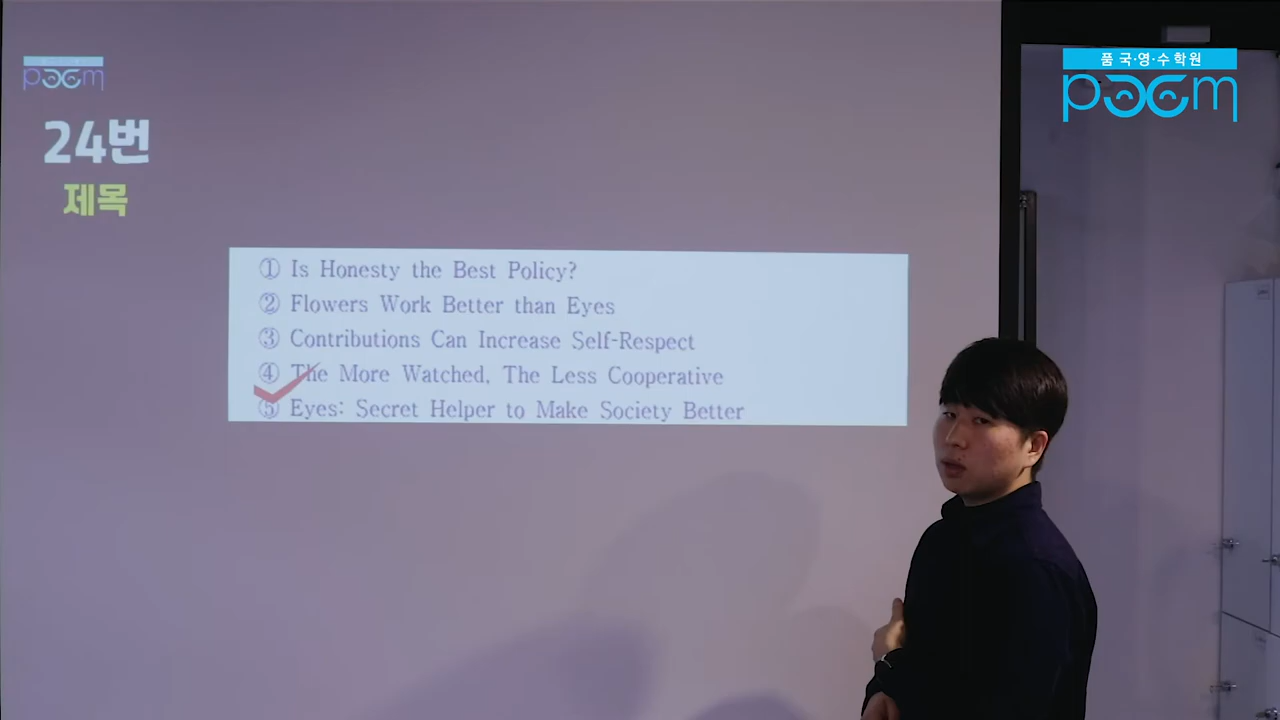 품 국·영·수 학원
poem
poem
24번
제목
① Is Honesty the Best Policy?
② Flowers Work Better than Eyes
③ Contributions Can Increase Self-Respect
④ The More Watched, The Less Cooperative
⑤ Eyes: Secret Helper to Make Society Better